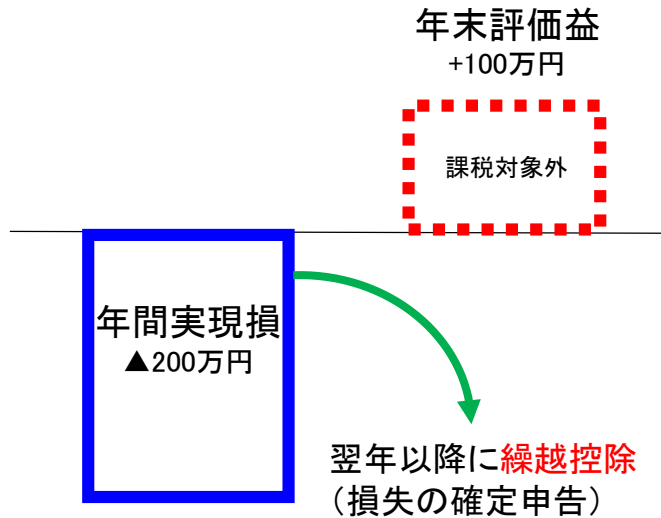 年末評価益
+100万円
課税対象外
年間実現損
▲200万円
翌年以降に繰越控除
(損失の確定申告)